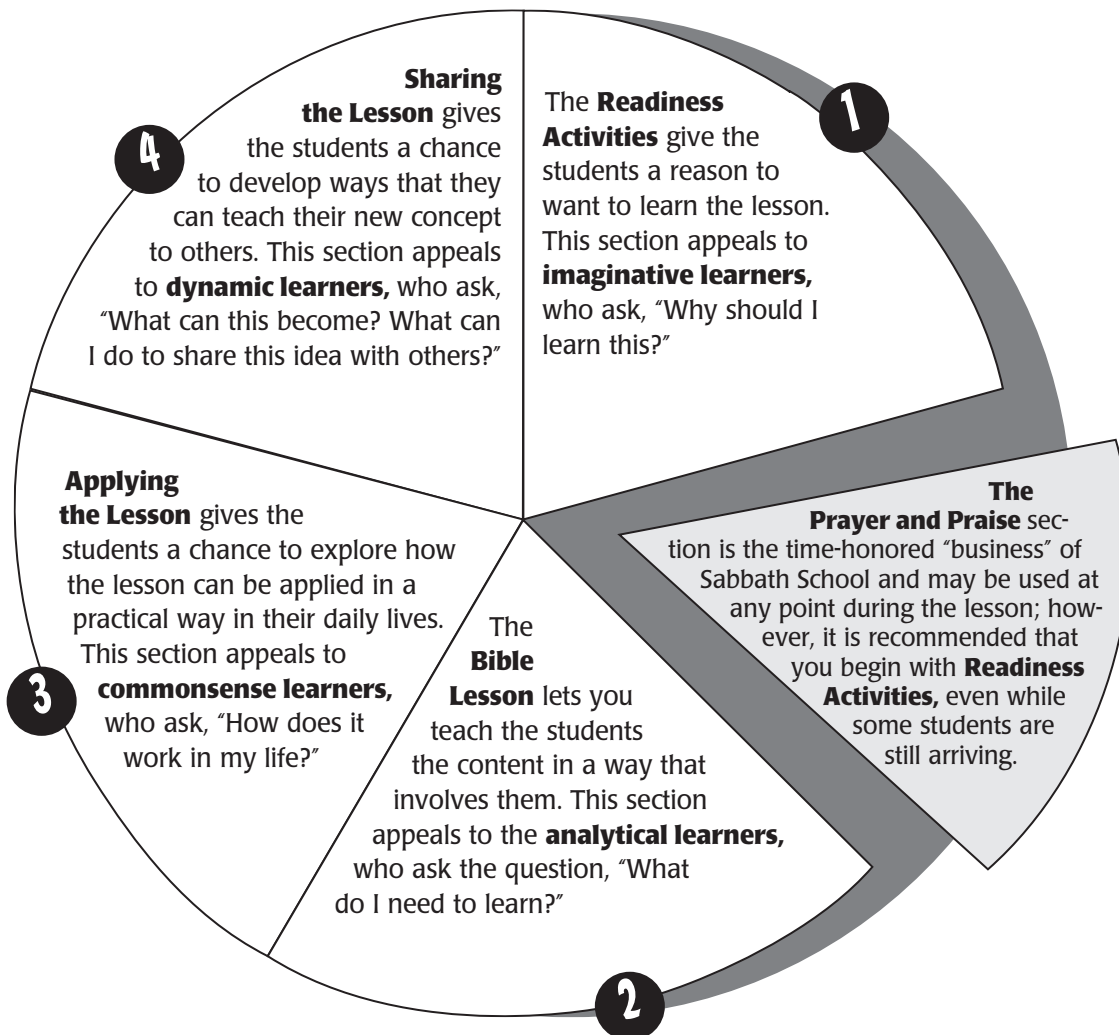 1
The Readiness
Activities give the
students a reason to
want to learn the lesson.
This section appeals to
imaginative learners,
who ask, “Why should I
learn this?”
The
Prayer and Praise sec-
tion is the time-honored “business” of
Sabbath School and may be used at
any point during the lesson; how-
ever, it is recommended that
you begin with Readiness
Activities, even while
some students are
still arriving.
2
The
Bible
Lesson lets you
teach the students
the content in a way that
involves them. This section
appeals to the analytical learners,
who ask the question, “What
do I need to learn?”
3
Applying
the Lesson gives the
students a chance to explore how
the lesson can be applied in a
practical way in their daily lives.
This section appeals to
commonsense learners,
who ask, “How does it
work in my life?”
4
Sharing
the Lesson gives
the students a chance
to develop ways that they
can teach their new concept
to others. This section appeals
to dynamic learners, who ask,
“What can this become? What can
I do to share this idea with others?”